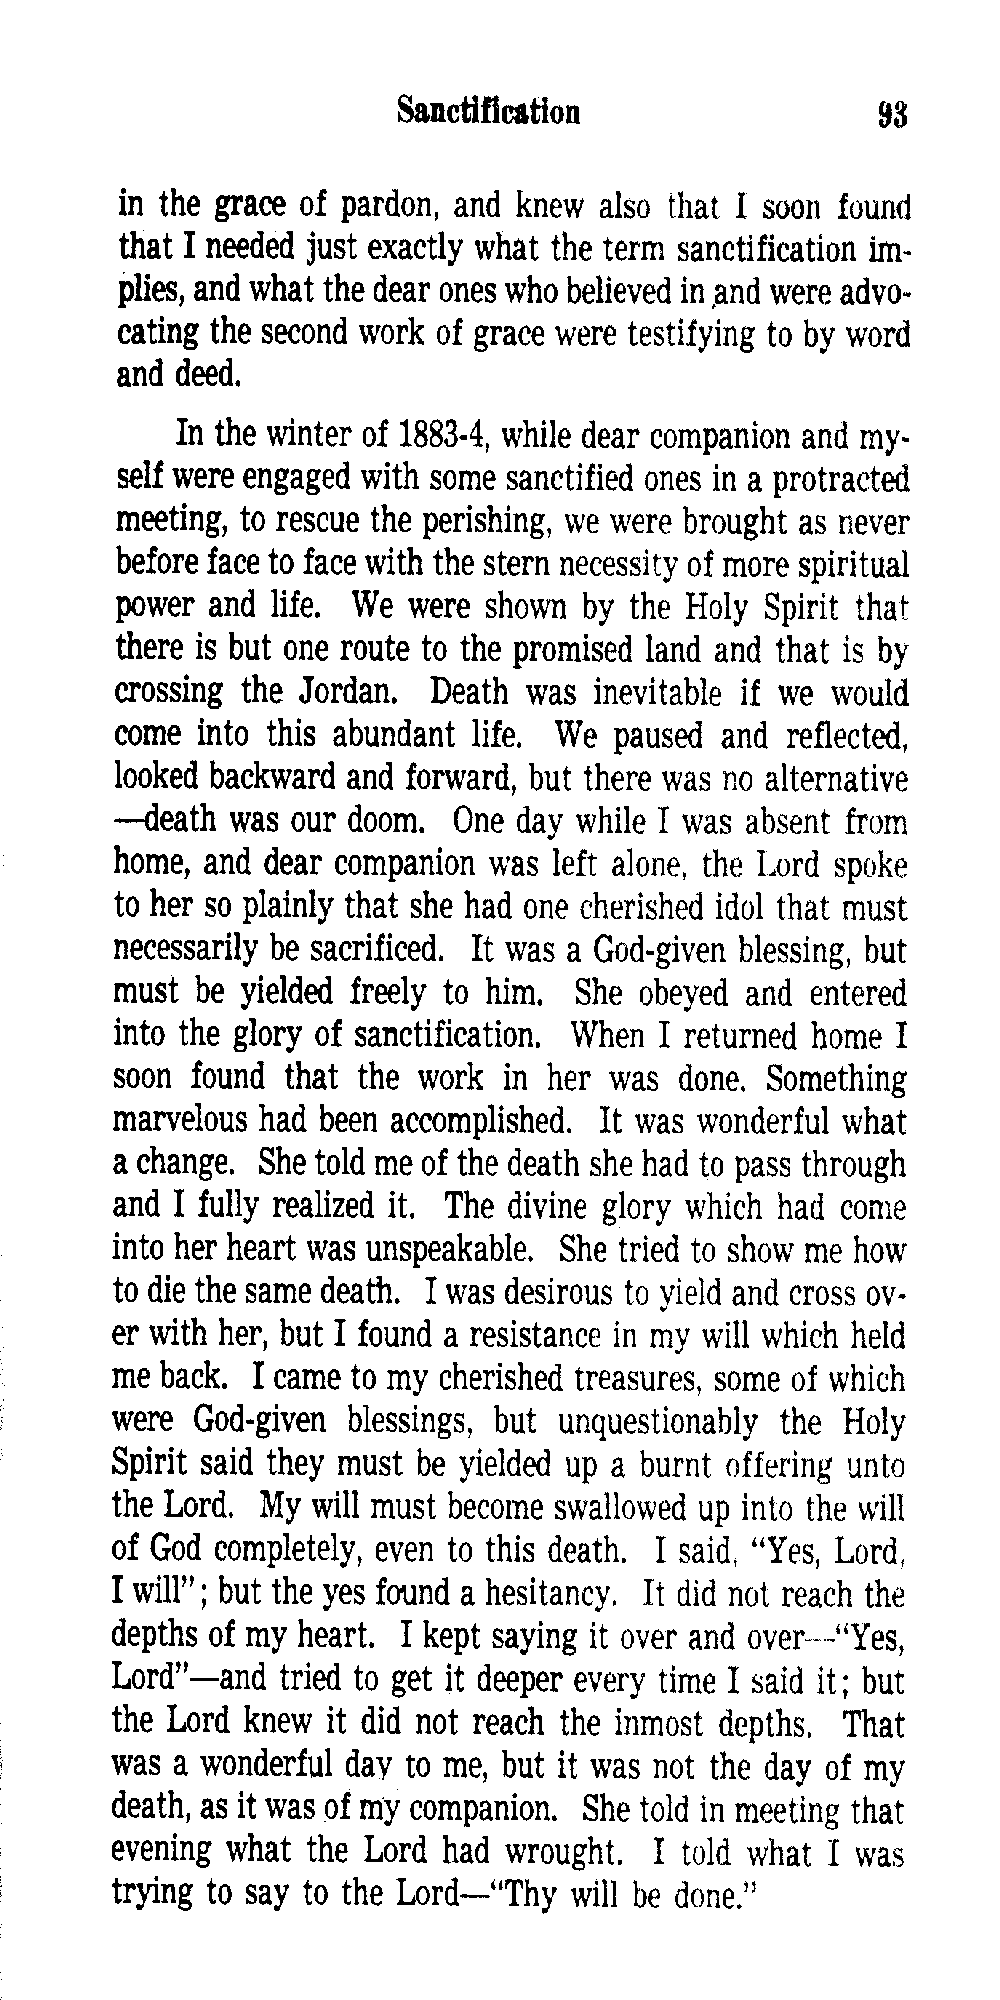 Sanctification 93
in the grace of pardon, and knew also that I soon found
that I needed just exactly what the term sanctification im-
plies, and what the dear ones who believed in and were advo-
cating the second work of grace were testifying to by word
and deed.
In the winter of 1883-4, while dear companion and my-
self were engaged with some sanctified ones in a protracted
meeting, to rescue the perishing, we were brought as never
before face to face with the stern necessity of more spiritual
power and life. We were shown by the Holy Spirit that
there is but one route to the promised land and that is by
crossing the Jordan. Death was inevitable if we would
come into this abundant life. We paused and reflected,
looked backward and forward, but there was no alternative
—death was our doom. One day while I was absent from
home, and dear companion was left alone, the Lord spoke
to her so plainly that she had one cherished idol that must
necessarily be sacrificed. It was a God-given blessing, but
must be yielded freely to him. She obeyed and entered
into the glory of sanctification. When I returned home I
soon found that the work in her was done. Something
marvelous had been accomplished. It was wonderful what
a change. She told me of the death she had to pass through
and I fully realized it. The divine glory which had come
into her heart was unspeakable. She tried to show me how
to die the same death. I was desirous to yield and cross ov-
er with her, but I found a resistance in my will which held
me back. I came to my cherished treasures, some of which
were God-given blessings, but unquestionably the Holy
Spirit said they must be yielded up a burnt offering unto
the Lord. My will must become swallowed up into the will
of God completely, even to this death. I said, "Yes, Lord,
I will"; but the yes found a hesitancy. It did not reach the
depths of my heart. I kept saying it over and over—"Yes,
Lord"—and tried to get it deeper every time I said it; but
the Lord knew it did not reach the inmost depths. That
was a wonderful day to me, but it was not the day of my
death, as it was of my companion. She told in meeting that
evening what the Lord had wrought. I told what I was
trying to say to the Lord—"Thy will be done."